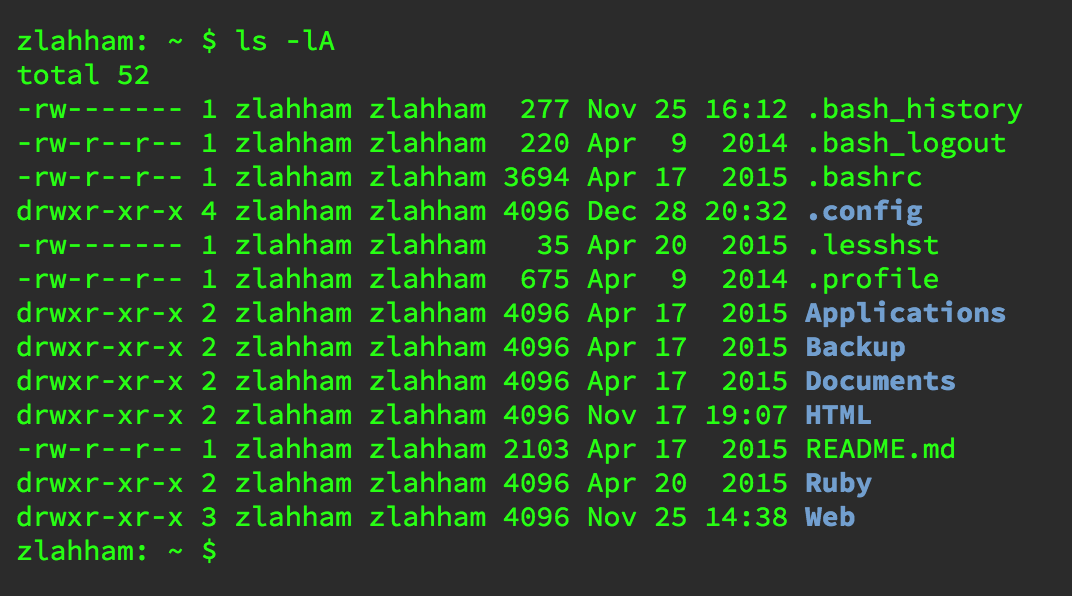 zlahham: ~ $ ls -lA
total 52
-rw------- 1 zlahham zlahham  277 Nov 25 16:12 .bash_history
-rw-r--r-- 1 zlahham zlahham  220 Apr  9  2014 .bash_logout
-rw-r--r-- 1 zlahham zlahham 3694 Apr 17  2015 .bashrc
drwxr-xr-x 4 zlahham zlahham 4096 Dec 28 20:32 .config
-rw------- 1 zlahham zlahham   35 Apr 20  2015 .lesshst
-rw-r--r-- 1 zlahham zlahham  675 Apr  9  2014 .profile
drwxr-xr-x 2 zlahham zlahham 4096 Apr 17  2015 Applications
drwxr-xr-x 2 zlahham zlahham 4096 Apr 17  2015 Backup
drwxr-xr-x 2 zlahham zlahham 4096 Apr 17  2015 Documents
drwxr-xr-x 2 zlahham zlahham 4096 Nov 17 19:07 HTML
-rw-r--r-- 1 zlahham zlahham 2103 Apr 17  2015 README.md
drwxr-xr-x 2 zlahham zlahham 4096 Apr 20  2015 Ruby
drwxr-xr-x 3 zlahham zlahham 4096 Nov 25 14:38 Web
zlahham: ~ $